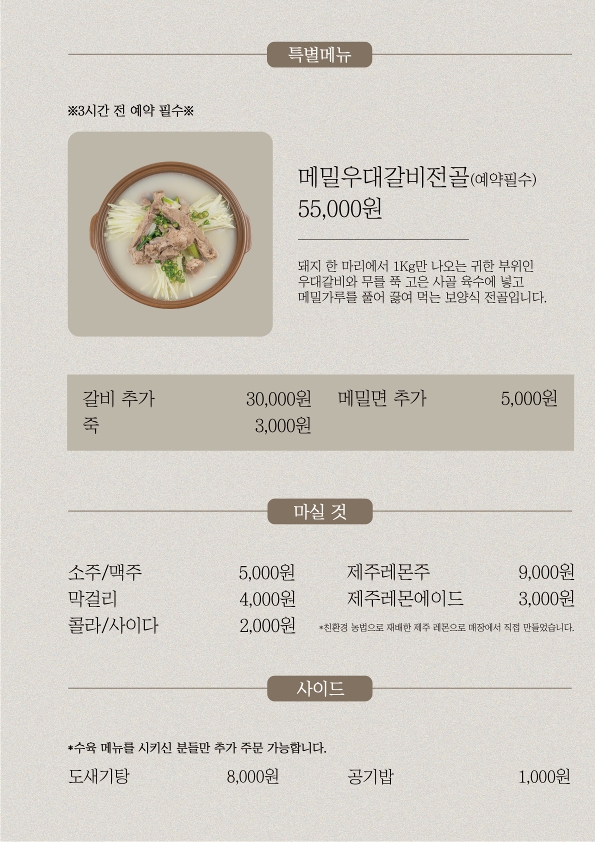 특별메뉴
※3시간 전 예약 필수※
메밀우대갈비전골(예약필수)
55,000원
돼지 한 마리에서 1Kg만 나오는 귀한 부위인
우대갈비와 무를 푹 고은 사골 육수에 넣고
메밀가루를 풀어 끓여 먹는 보양식 전골입니다.
갈비 추가 30,000원 메밀면 추가 5,000원
죽 3,000원
마실 것
소주/맥주 5,000원 제주레몬주 9,000원
막걸리 4,000원 제주레몬에이드 3,000원
콜라/사이다 2,000원 *친환경 농법으로 재배한 제주 레몬으로 매장에서 직접 만들었습니다.
사이드
*수육 메뉴를 시키신 분들만 추가 주문 가능합니다.
도새기탕 8,000원 공기밥 1,000원